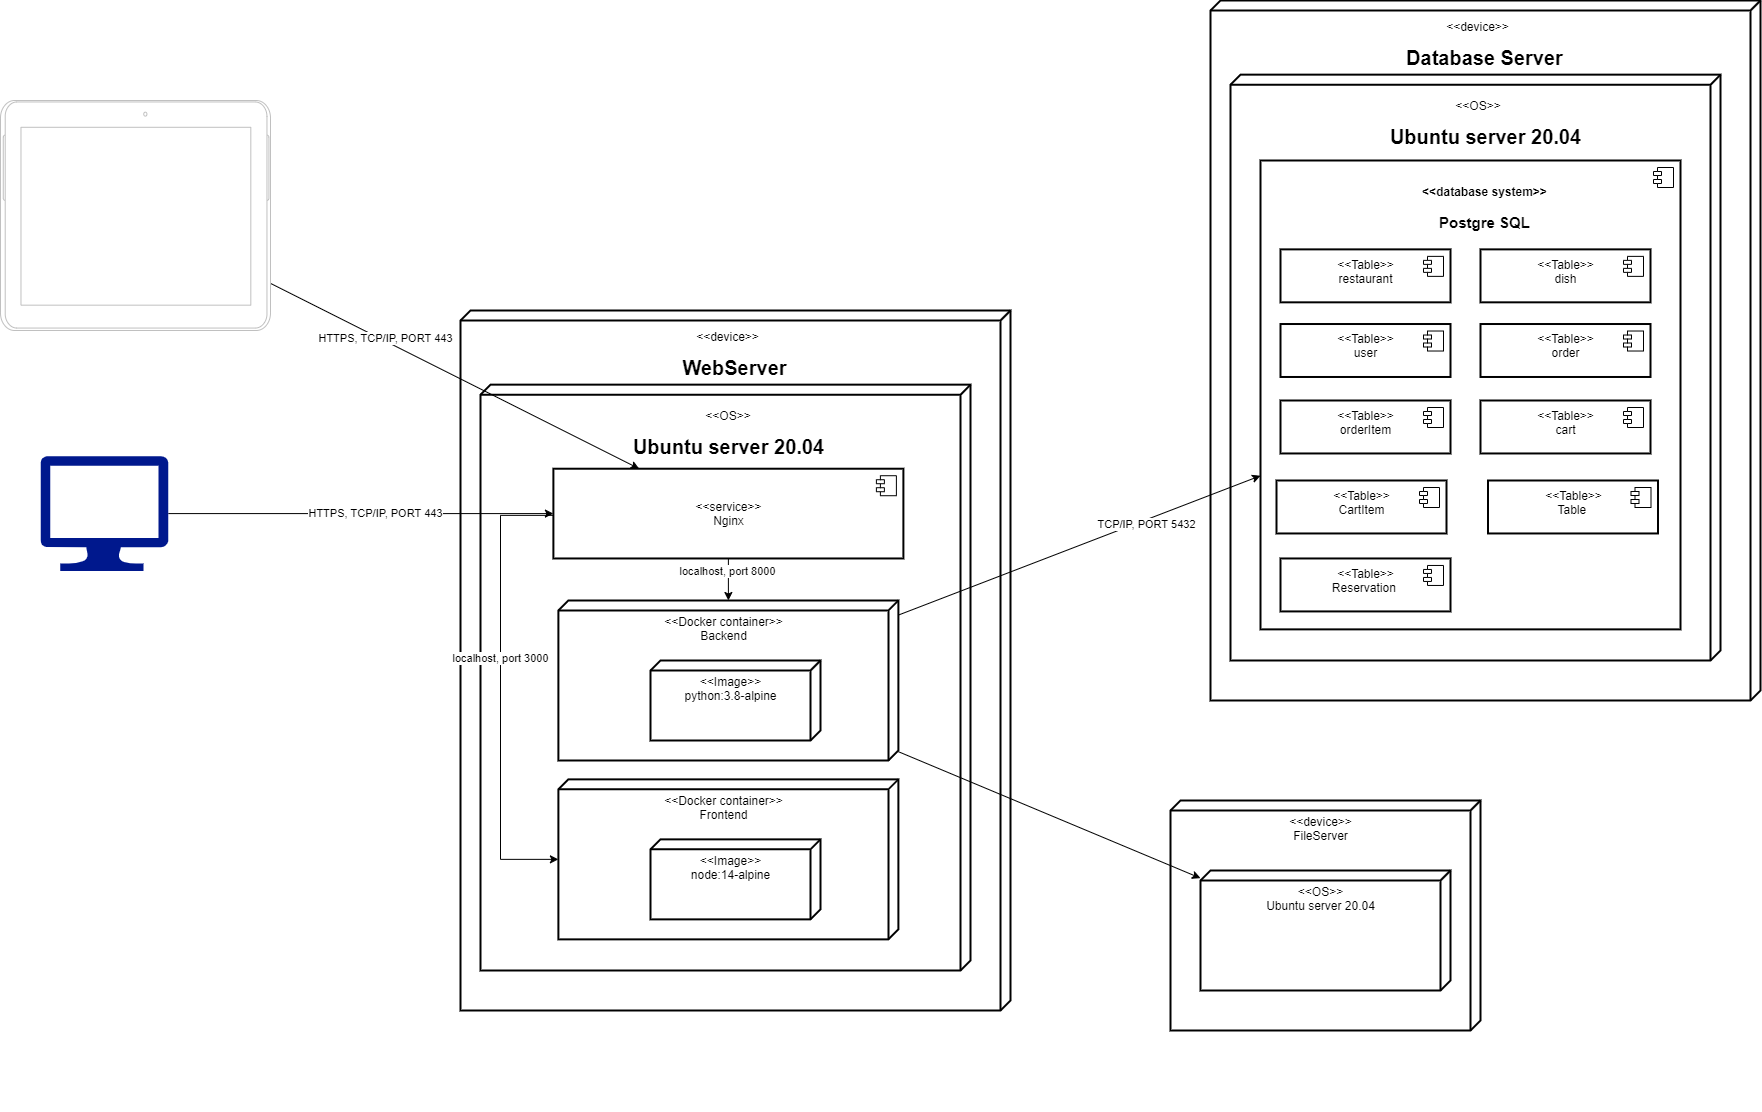 <<device>>
Database Server
<<OS>>
Ubuntu server 20.04
<<database system>>
Postgre SQL
<<Table>>
restaurant
<<Table>>
dish
<<Table>>
user
<<Table>>
order
<<Table>>
orderItem
<<Table>>
cart
<<Table>>
CartItem
<<Table>>
Table
<<Table>>
Reservation
HTTPS, TCP/IP, PORT 443
HTTPS, TCP/IP, PORT 443
<<device>>
WebServer
<<OS>>
Ubuntu server 20.04
<<service>>
Nginx
localhost, port 8000
localhost, port 3000
<<Docker container>>
Backend
<<Image>>
python:3.8-alpine
<<Docker container>>
Frontend
<<Image>>
node:14-alpine
TCP/IP, PORT 5432
<<device>>
FileServer
<<OS>>
Ubuntu server 20.04